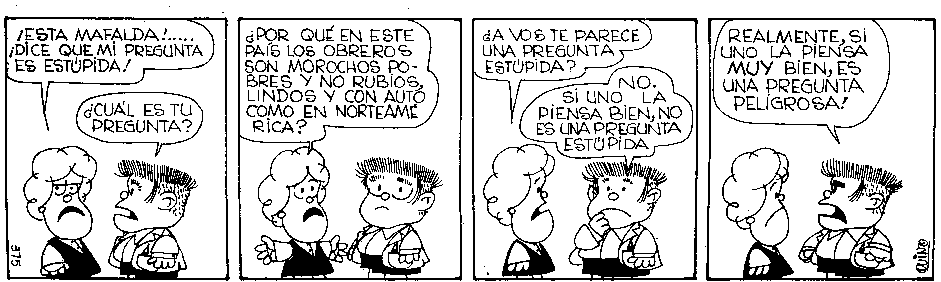 ¡ESTA MAFALDA!.....
¡DICE QUE MI PREGUNTA
ES ESTÚPIDA!
¿CUÁL ES TU
PREGUNTA?
¿POR QUÉ EN ESTE
PAÍS LOS OBREROS
SON MOROCHOS PO-
BRES Y NO RUBIOS,
LINDOS Y CON AUTO
COMO EN NORTEAMÉ
RICA?
¿A VOS TE PARECE
UNA PREGUNTA
ESTÚPIDA?
NO.
SI UNO LA
PIENSA BIEN, NO
ES UNA PREGUNTA
ESTÚPIDA
REALMENTE, SI
UNO LA PIENSA
MUY BIEN, ES
UNA PREGUNTA
PELIGROSA!
375
QUINO